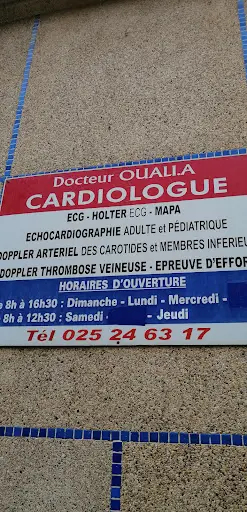 Docteur OUALI.A
CARDIOLOGUE
ECG - HOLTER ECG - MAPA
ECHOCARDIOGRAPHIE ADULTE et PÉDIATRIQUE
DOPPLER ARTERIEL DES CAROTIDES et MEMBRES INFERIEU
DOPPLER THROMBOSE VEINEUSE - EPREUVE D'EFFOR
HORAIRES D'OUVERTURE
e 8h à 16h30 : Dimanche - Lundi - Mercredi -
e 8h à 12h30 : Samedi - - Jeudi
Tél 025 24 63 17